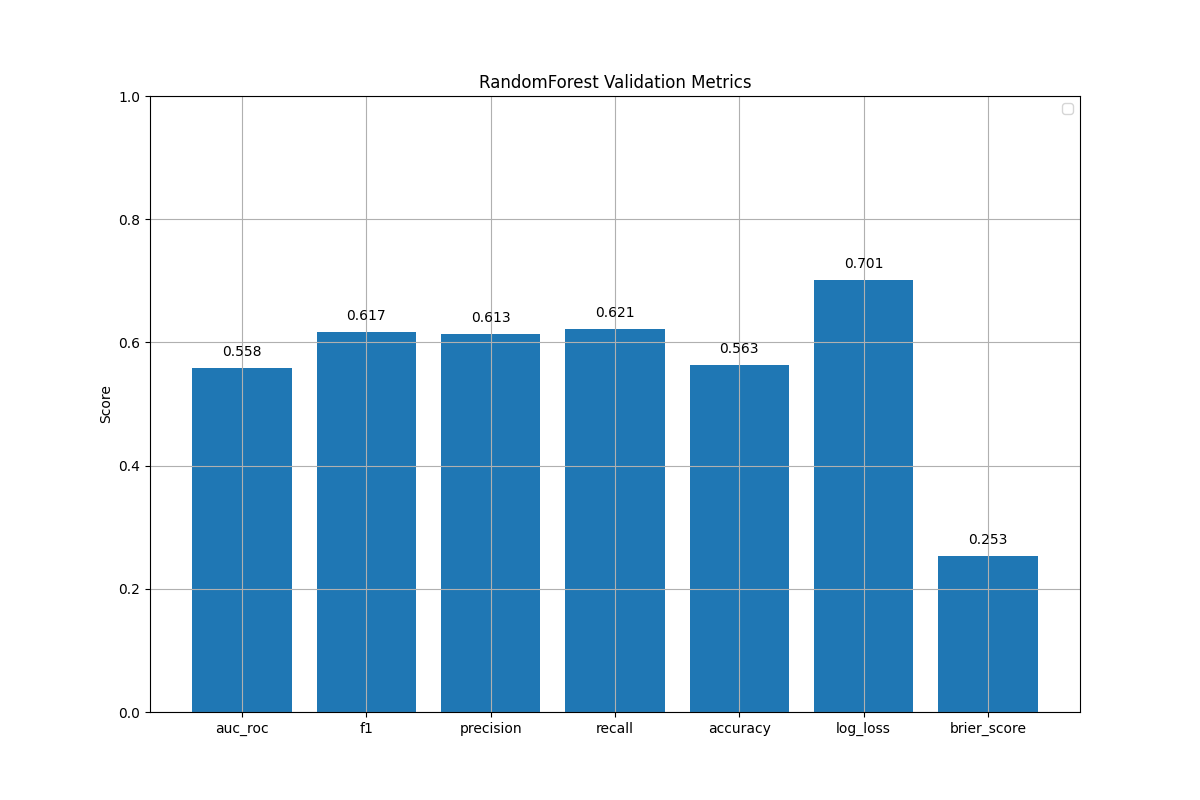 RandomForest Validation Metrics
1.0
0.8
0.6
0.4
0.2
0.0
Score
0.558
0.617
0.613
0.621
0.563
0.701
0.253
auc_roc
f1
precision
recall
accuracy
log_loss
brier_score